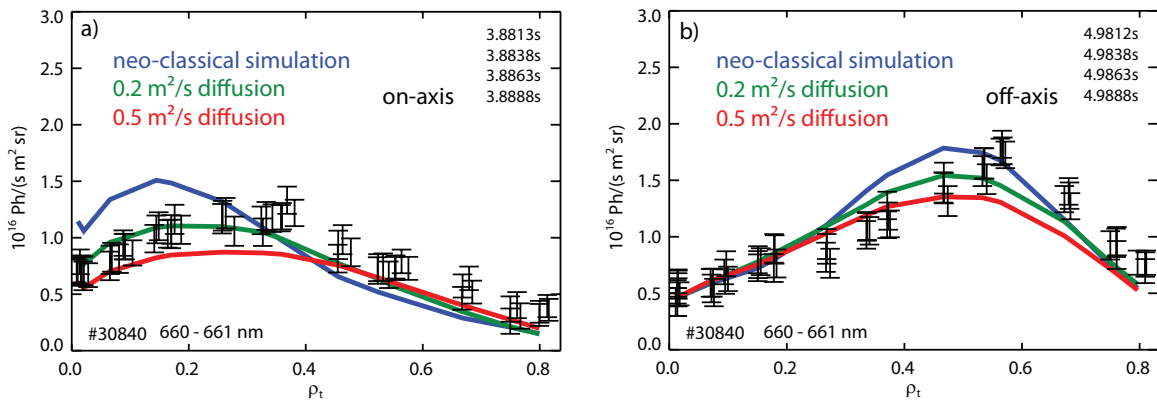 a)
3.0
2.5
2.0
1.5
1.0
0.5
0.0
10¹⁶ Ph/(s m² sr)
neo-classical simulation
0.2 m²/s diffusion
0.5 m²/s diffusion
on-axis
3.8813s
3.8838s
3.8863s
3.8888s
#30840 660 - 661 nm
0.0 0.2 0.4 0.6 0.8
ρt
b)
3.0
2.5
2.0
1.5
1.0
0.5
0.0
10¹⁶ Ph/(s m² sr)
neo-classical simulation
0.2 m²/s diffusion
0.5 m²/s diffusion
off-axis
4.9812s
4.9838s
4.9863s
4.9888s
#30840 660 - 661 nm
0.0 0.2 0.4 0.6 0.8
ρt